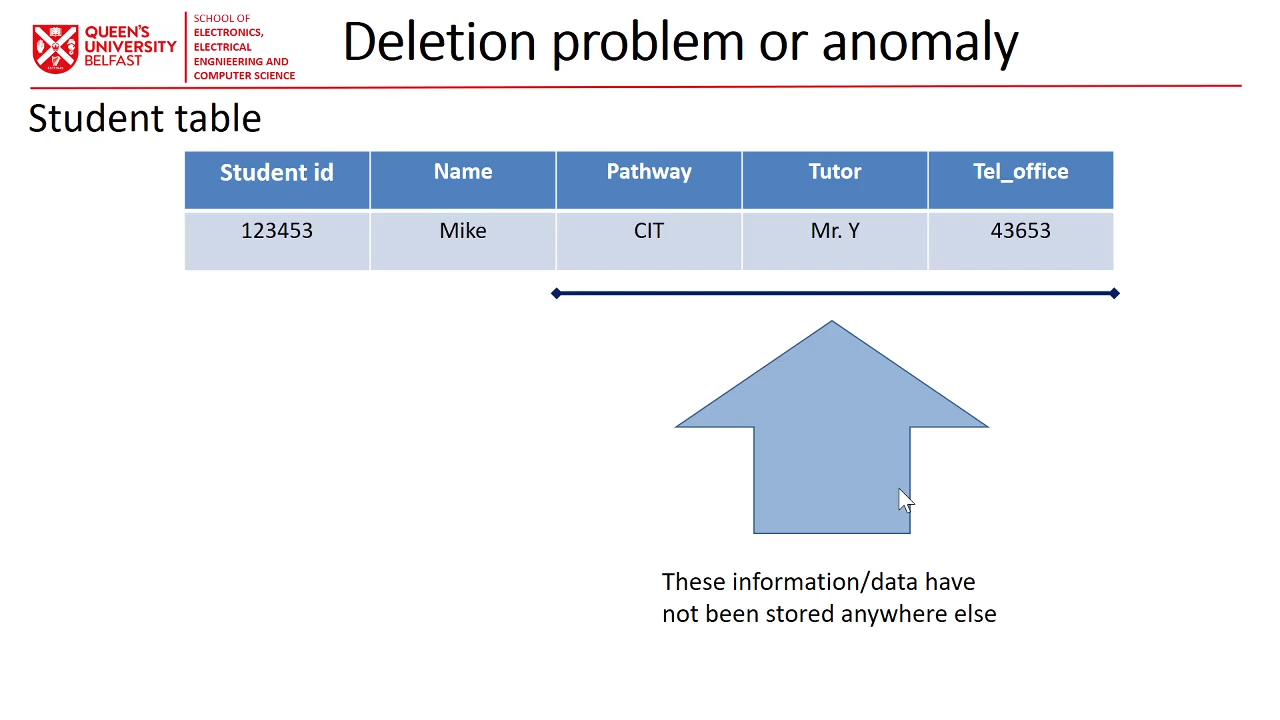 QUEEN'S
UNIVERSITY
BELFAST
SCHOOL OF
ELECTRONICS,
ELECTRICAL
ENGNIEERING AND
COMPUTER SCIENCE
Deletion problem or anomaly
Student table
Student id Name Pathway Tutor Tel_office
123453 Mike CIT Mr. Y 43653
These information/data have
not been stored anywhere else